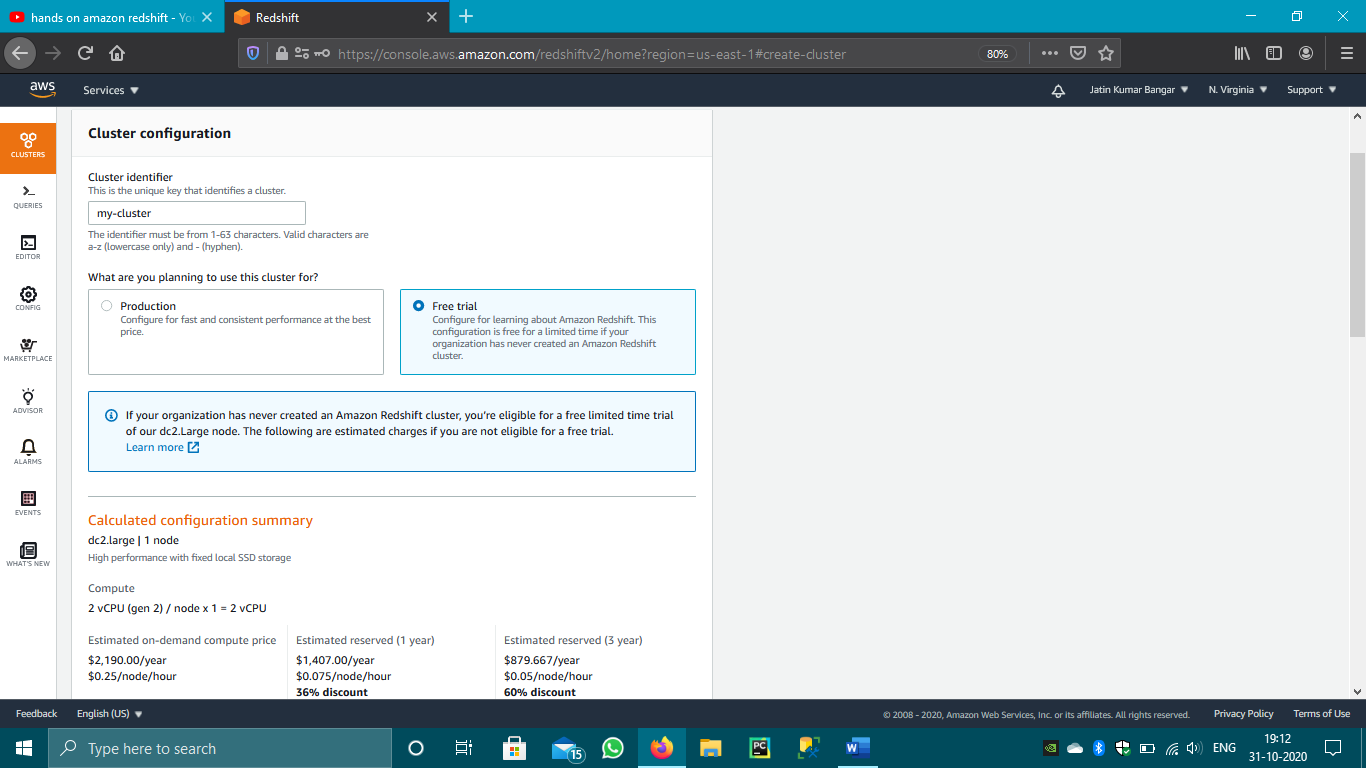 hands on amazon redshift - Yo
Redshift
https://console.aws.amazon.com/redshiftv2/home?region=us-east-1#create-cluster
80%
aws
Services
Jatin Kumar Bangar
N. Virginia
Support
CLUSTERS
QUERIES
EDITOR
CONFIG
MARKETPLACE
ADVISOR
ALARMS
EVENTS
WHAT'S NEW
Cluster configuration
Cluster identifier
This is the unique key that identifies a cluster.
my-cluster
The identifier must be from 1-63 characters. Valid characters are
a-z (lowercase only) and - (hyphen).
What are you planning to use this cluster for?
Production
Configure for fast and consistent performance at the best
price.
Free trial
Configure for learning about Amazon Redshift. This
configuration is free for a limited time if your
organization has never created an Amazon Redshift
cluster.
If your organization has never created an Amazon Redshift cluster, you're eligible for a free limited time trial
of our dc2.Large node. The following are estimated charges if you are not eligible for a free trial.
Learn more
Calculated configuration summary
dc2.large | 1 node
High performance with fixed local SSD storage
Compute
2 vCPU (gen 2) / node x 1 = 2 vCPU
Estimated on-demand compute price
$2,190.00/year
$0.25/node/hour
Estimated reserved (1 year)
$1,407.00/year
$0.075/node/hour
36% discount
Estimated reserved (3 year)
$879.667/year
$0.05/node/hour
60% discount
Feedback
English (US)
© 2008 - 2020, Amazon Web Services, Inc. or its affiliates. All rights reserved.
Privacy Policy
Terms of Use
Type here to search
15
PC
W
ENG
19:12
31-10-2020